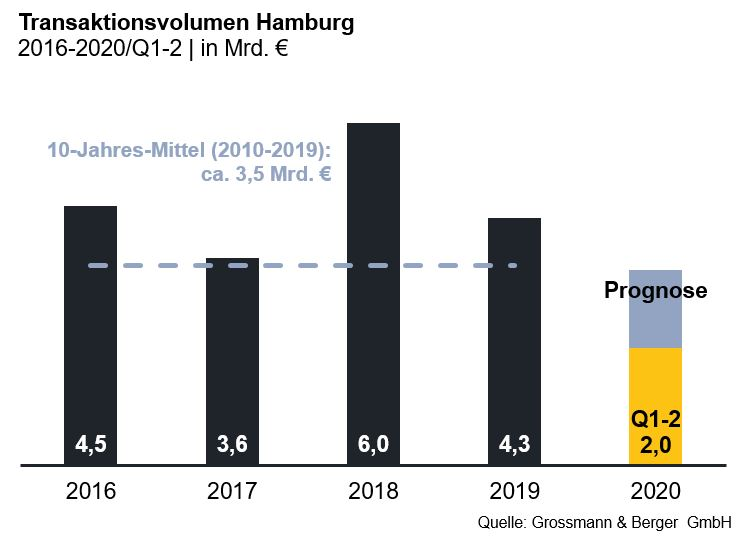 Transaktionsvolumen Hamburg
2016-2020/Q1-2 | in Mrd. €
10-Jahres-Mittel (2010-2019):
ca. 3,5 Mrd. €
Prognose
Q1-2
4,5 3,6 6,0 4,3 2,0
2016 2017 2018 2019 2020
Quelle: Grossmann & Berger GmbH